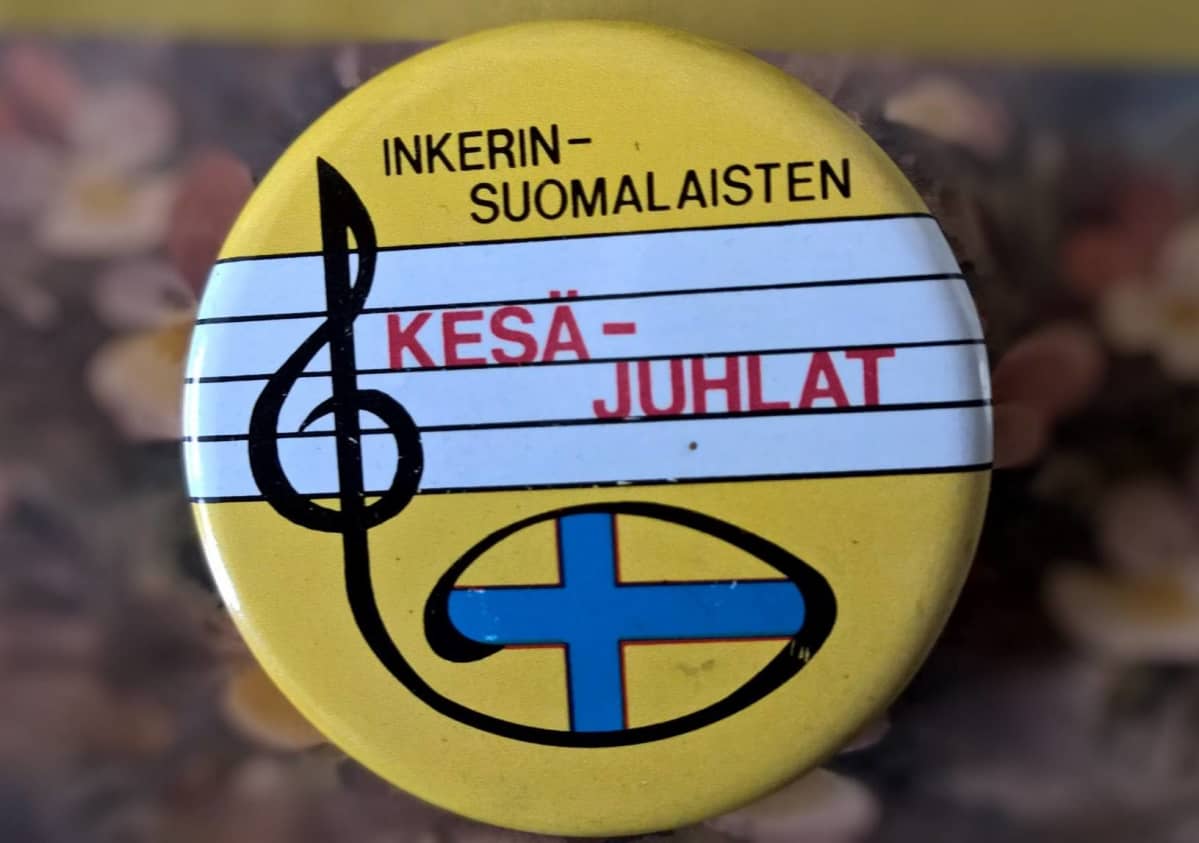 INKERIN-
SUOMALAISTEN
KESÄ-
JUHLAT